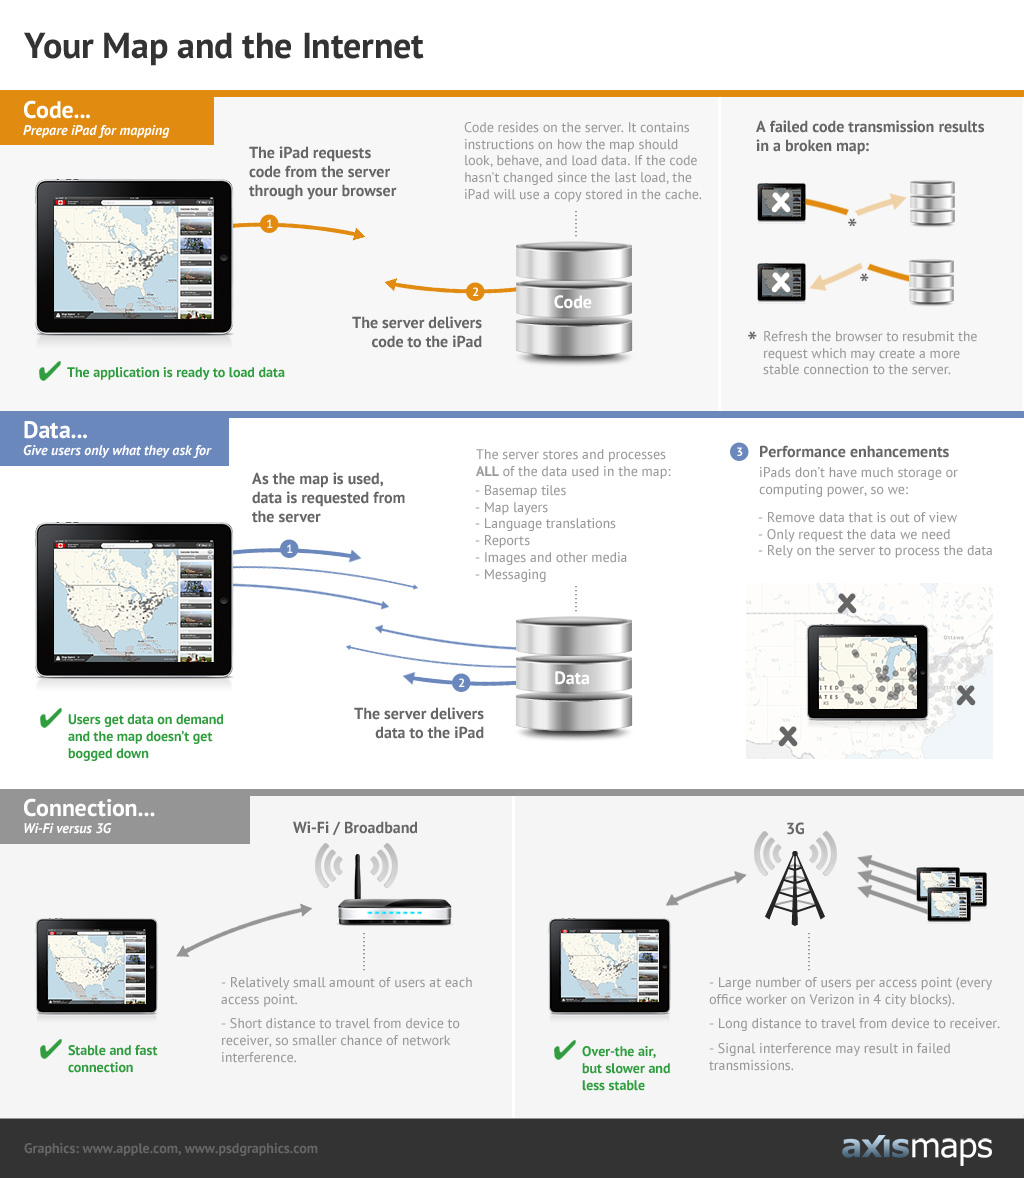 Your Map and the Internet
Code...
Prepare iPad for mapping
The iPad requests
code from the server
through your browser
1
Code resides on the server. It contains
instructions on how the map should
look, behave, and load data. If the code
hasn't changed since the last load, the
iPad will use a copy stored in the cache.
2
Code
The server delivers
code to the iPad
The application is ready to load data
A failed code transmission results
in a broken map:
*
*
* Refresh the browser to resubmit the
request which may create a more
stable connection to the server.
Data...
Give users only what they ask for
As the map is used,
data is requested from
the server
1
The server stores and processes
ALL of the data used in the map:
- Basemap tiles
- Map layers
- Language translations
- Reports
- Images and other media
- Messaging
2
Data
The server delivers
data to the iPad
Users get data on demand
and the map doesn't get
bogged down
3 Performance enhancements
iPads don't have much storage or
computing power, so we:
- Remove data that is out of view
- Only request the data we need
- Rely on the server to process the data
Ottawa
Connection...
Wi-Fi versus 3G
Wi-Fi / Broadband
- Relatively small amount of users at each
access point.
- Short distance to travel from device to
receiver, so smaller chance of network
interference.
Stable and fast
connection
3G
- Large number of users per access point (every
office worker on Verizon in 4 city blocks).
- Long distance to travel from device to receiver.
- Signal interference may result in failed
transmissions.
Over-the air,
but slower and
less stable
Graphics: www.apple.com, www.psdgraphics.com
axismaps